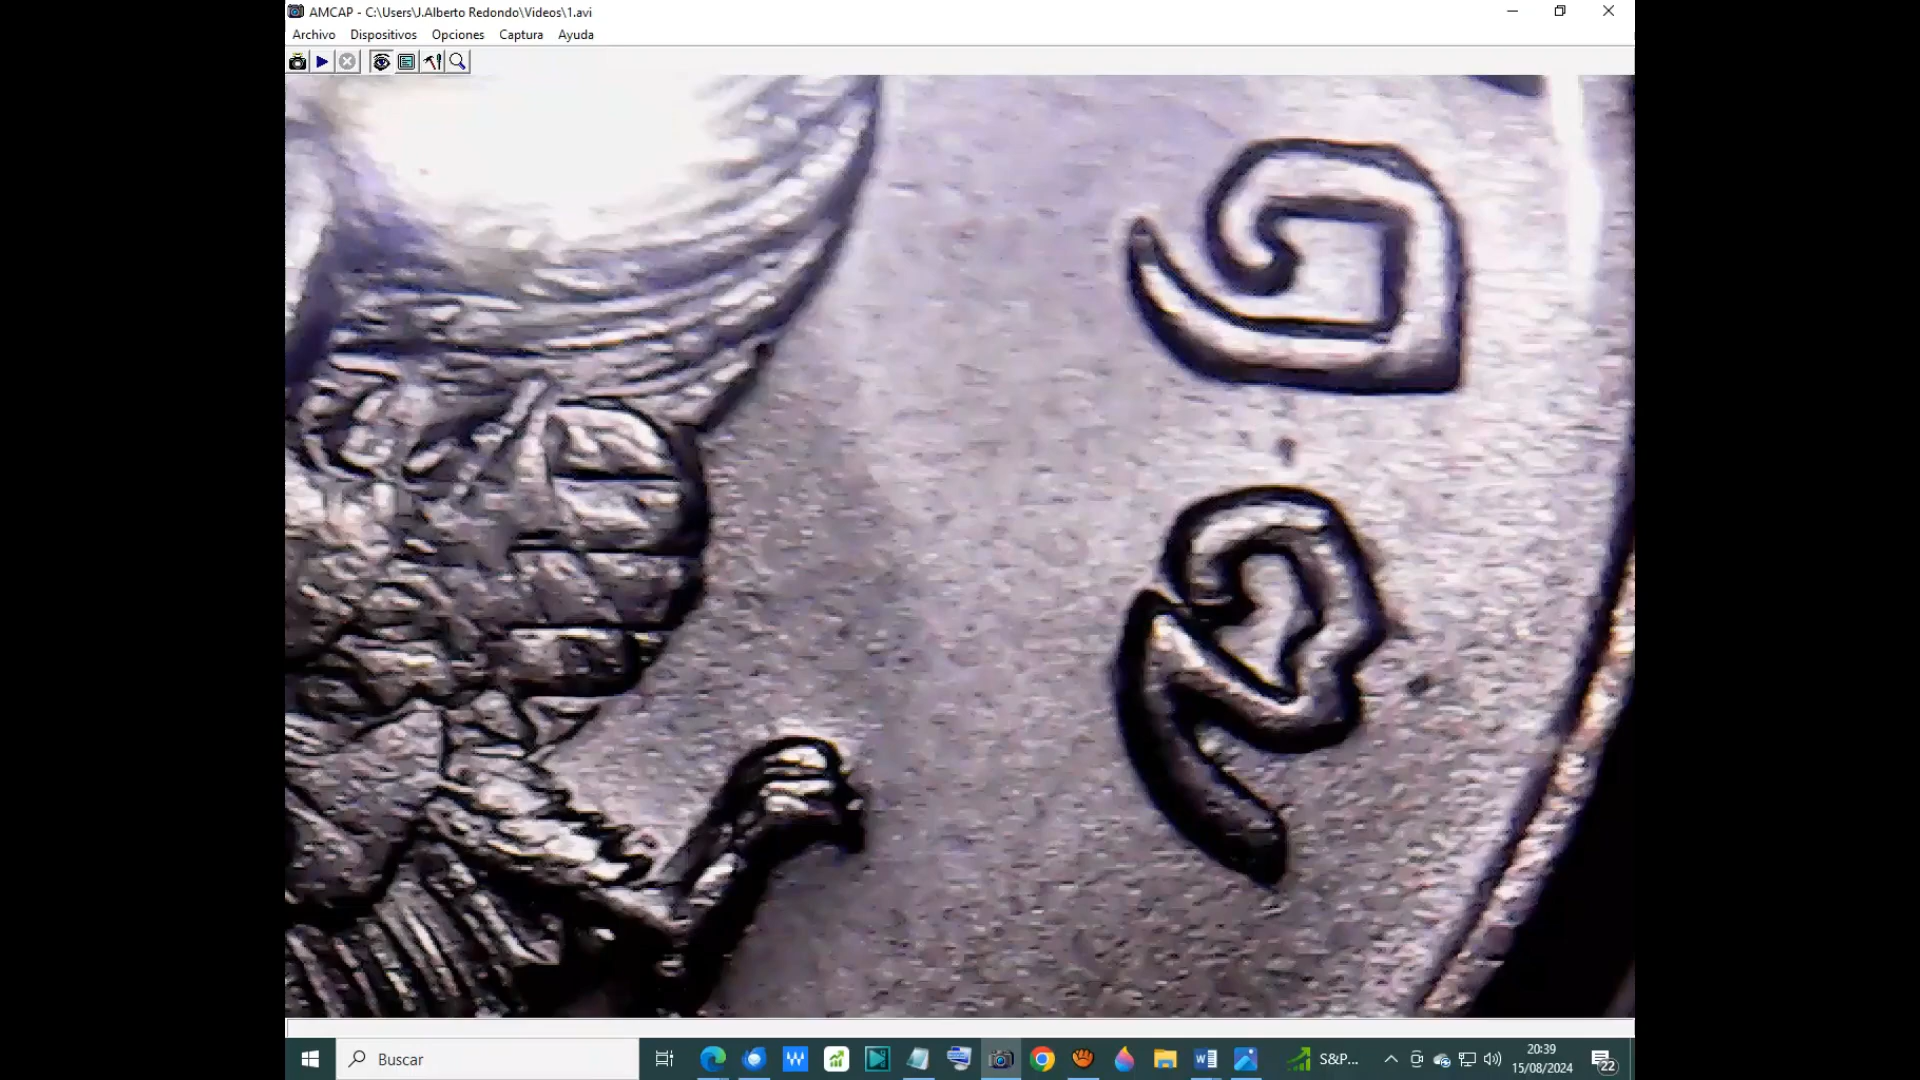 AMCAP - C:\Users\J.Alberto Redondo\Videos\1.avi
Archivo Dispositivos Opciones Captura Ayuda
Buscar
S&P...
20:39
15/08/2024
22